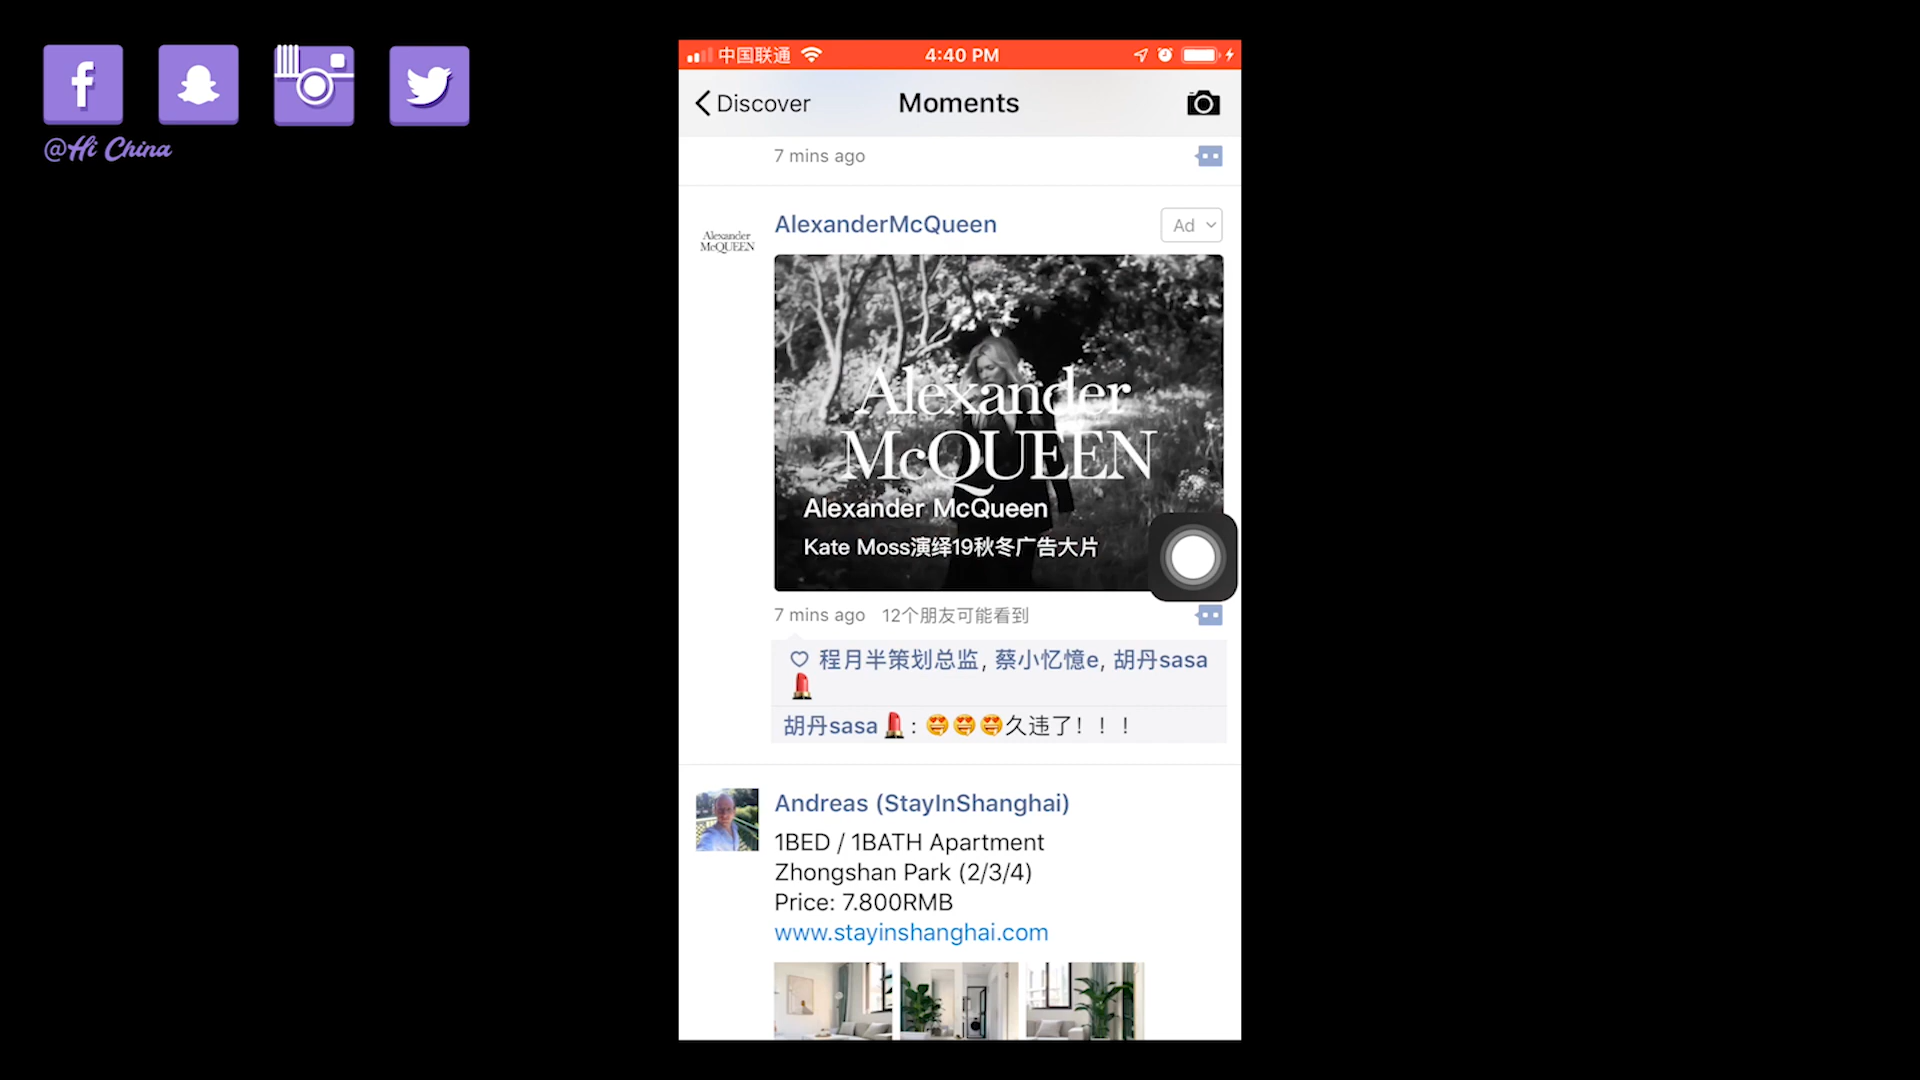 @Hi China
中国联通
4:40 PM
Discover
Moments
7 mins ago
Alexander
McQUEEN
AlexanderMcQueen
Ad
Alexander
McQUEEN
Alexander McQueen
Kate Moss演绎19秋冬广告大片
7 mins ago 12个朋友可能看到
程月半策划总监, 蔡小忆憶e, 胡丹sasa
💄
胡丹sasa💄: 🤩🤩🤩久违了！！！
Andreas (StayInShanghai)
1BED / 1BATH Apartment
Zhongshan Park (2/3/4)
Price: 7.800RMB
www.stayinshanghai.com